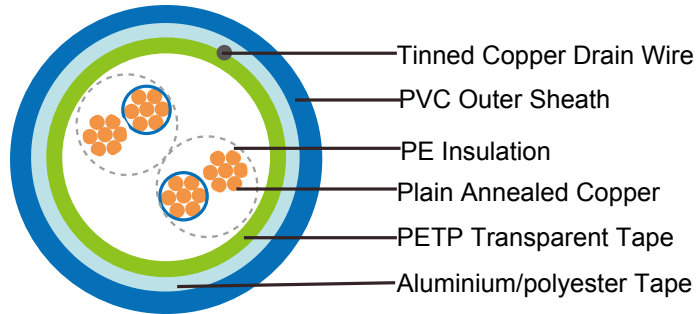 Tinned Copper Drain Wire
PVC Outer Sheath
PE Insulation
Plain Annealed Copper
PETP Transparent Tape
Aluminium/polyester Tape